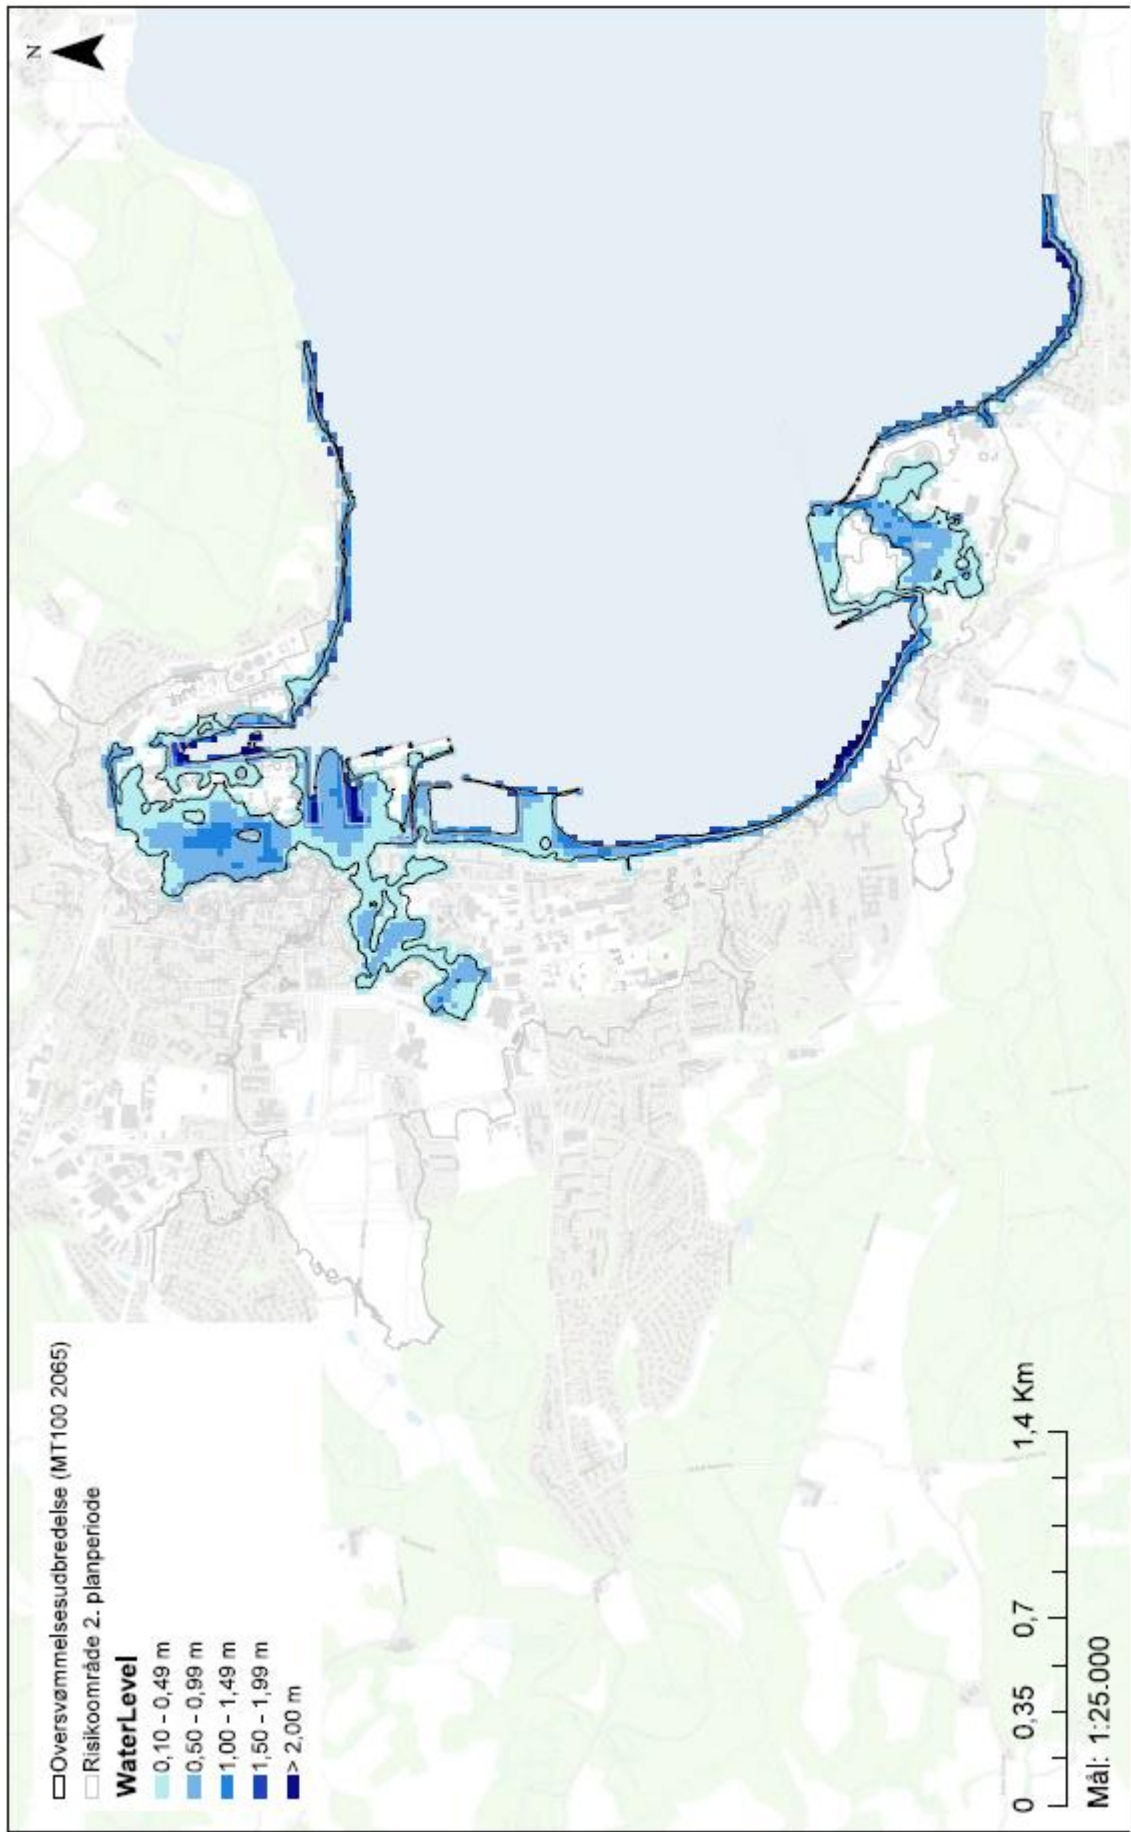 N
Oversvømmelsesudbredelse (MT100 2065)
Risikoområde 2. planperiode
WaterLevel
0,10 - 0,49 m
0,50 - 0,99 m
1,00 - 1,49 m
1,50 - 1,99 m
> 2,00 m
0 0,35 0,7 1,4 Km
Mål: 1:25.000